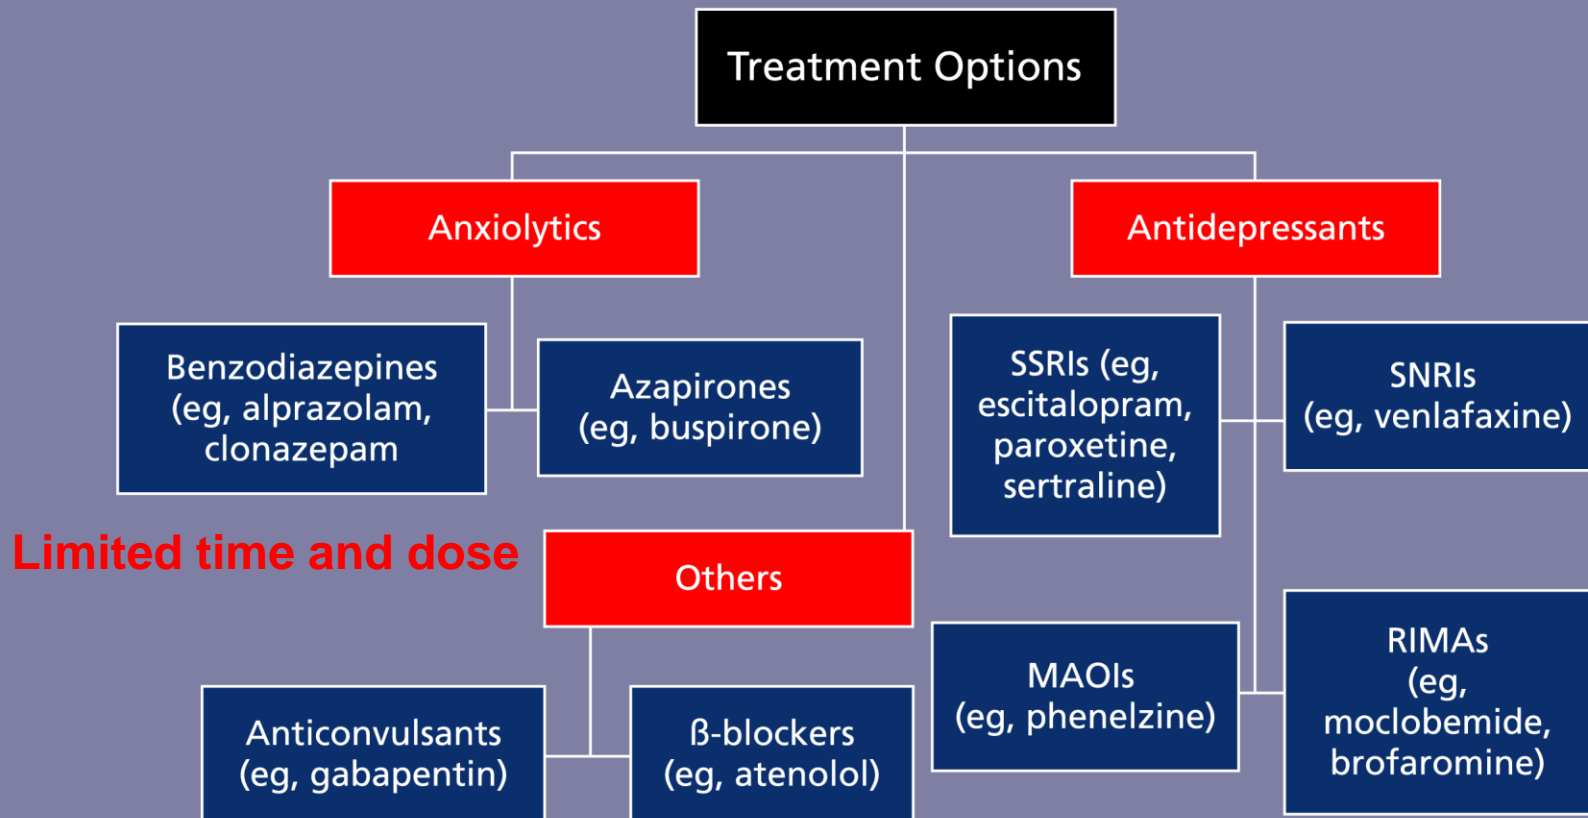 Treatment Options
Anxiolytics
Antidepressants
Benzodiazepines
(eg, alprazolam,
clonazepam
Azapirones
(eg, buspirone)
SSRIs (eg,
escitalopram,
paroxetine,
sertraline)
SNRIs
(eg, venlafaxine)
Limited time and dose
Others
Anticonvulsants
(eg, gabapentin)
ß-blockers
(eg, atenolol)
MAOIs
(eg, phenelzine)
RIMAs
(eg,
moclobemide,
brofaromine)